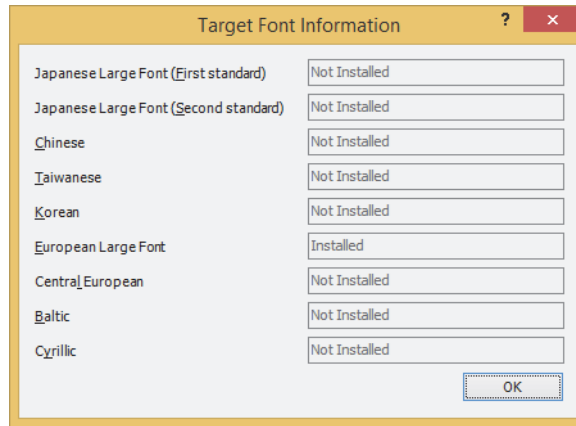 Target Font Information ? ×
Japanese Large Font (First standard) Not Installed
Japanese Large Font (Second standard) Not Installed
Chinese Not Installed
Taiwanese Not Installed
Korean Not Installed
European Large Font Installed
Central European Not Installed
Baltic Not Installed
Cyrillic Not Installed
OK